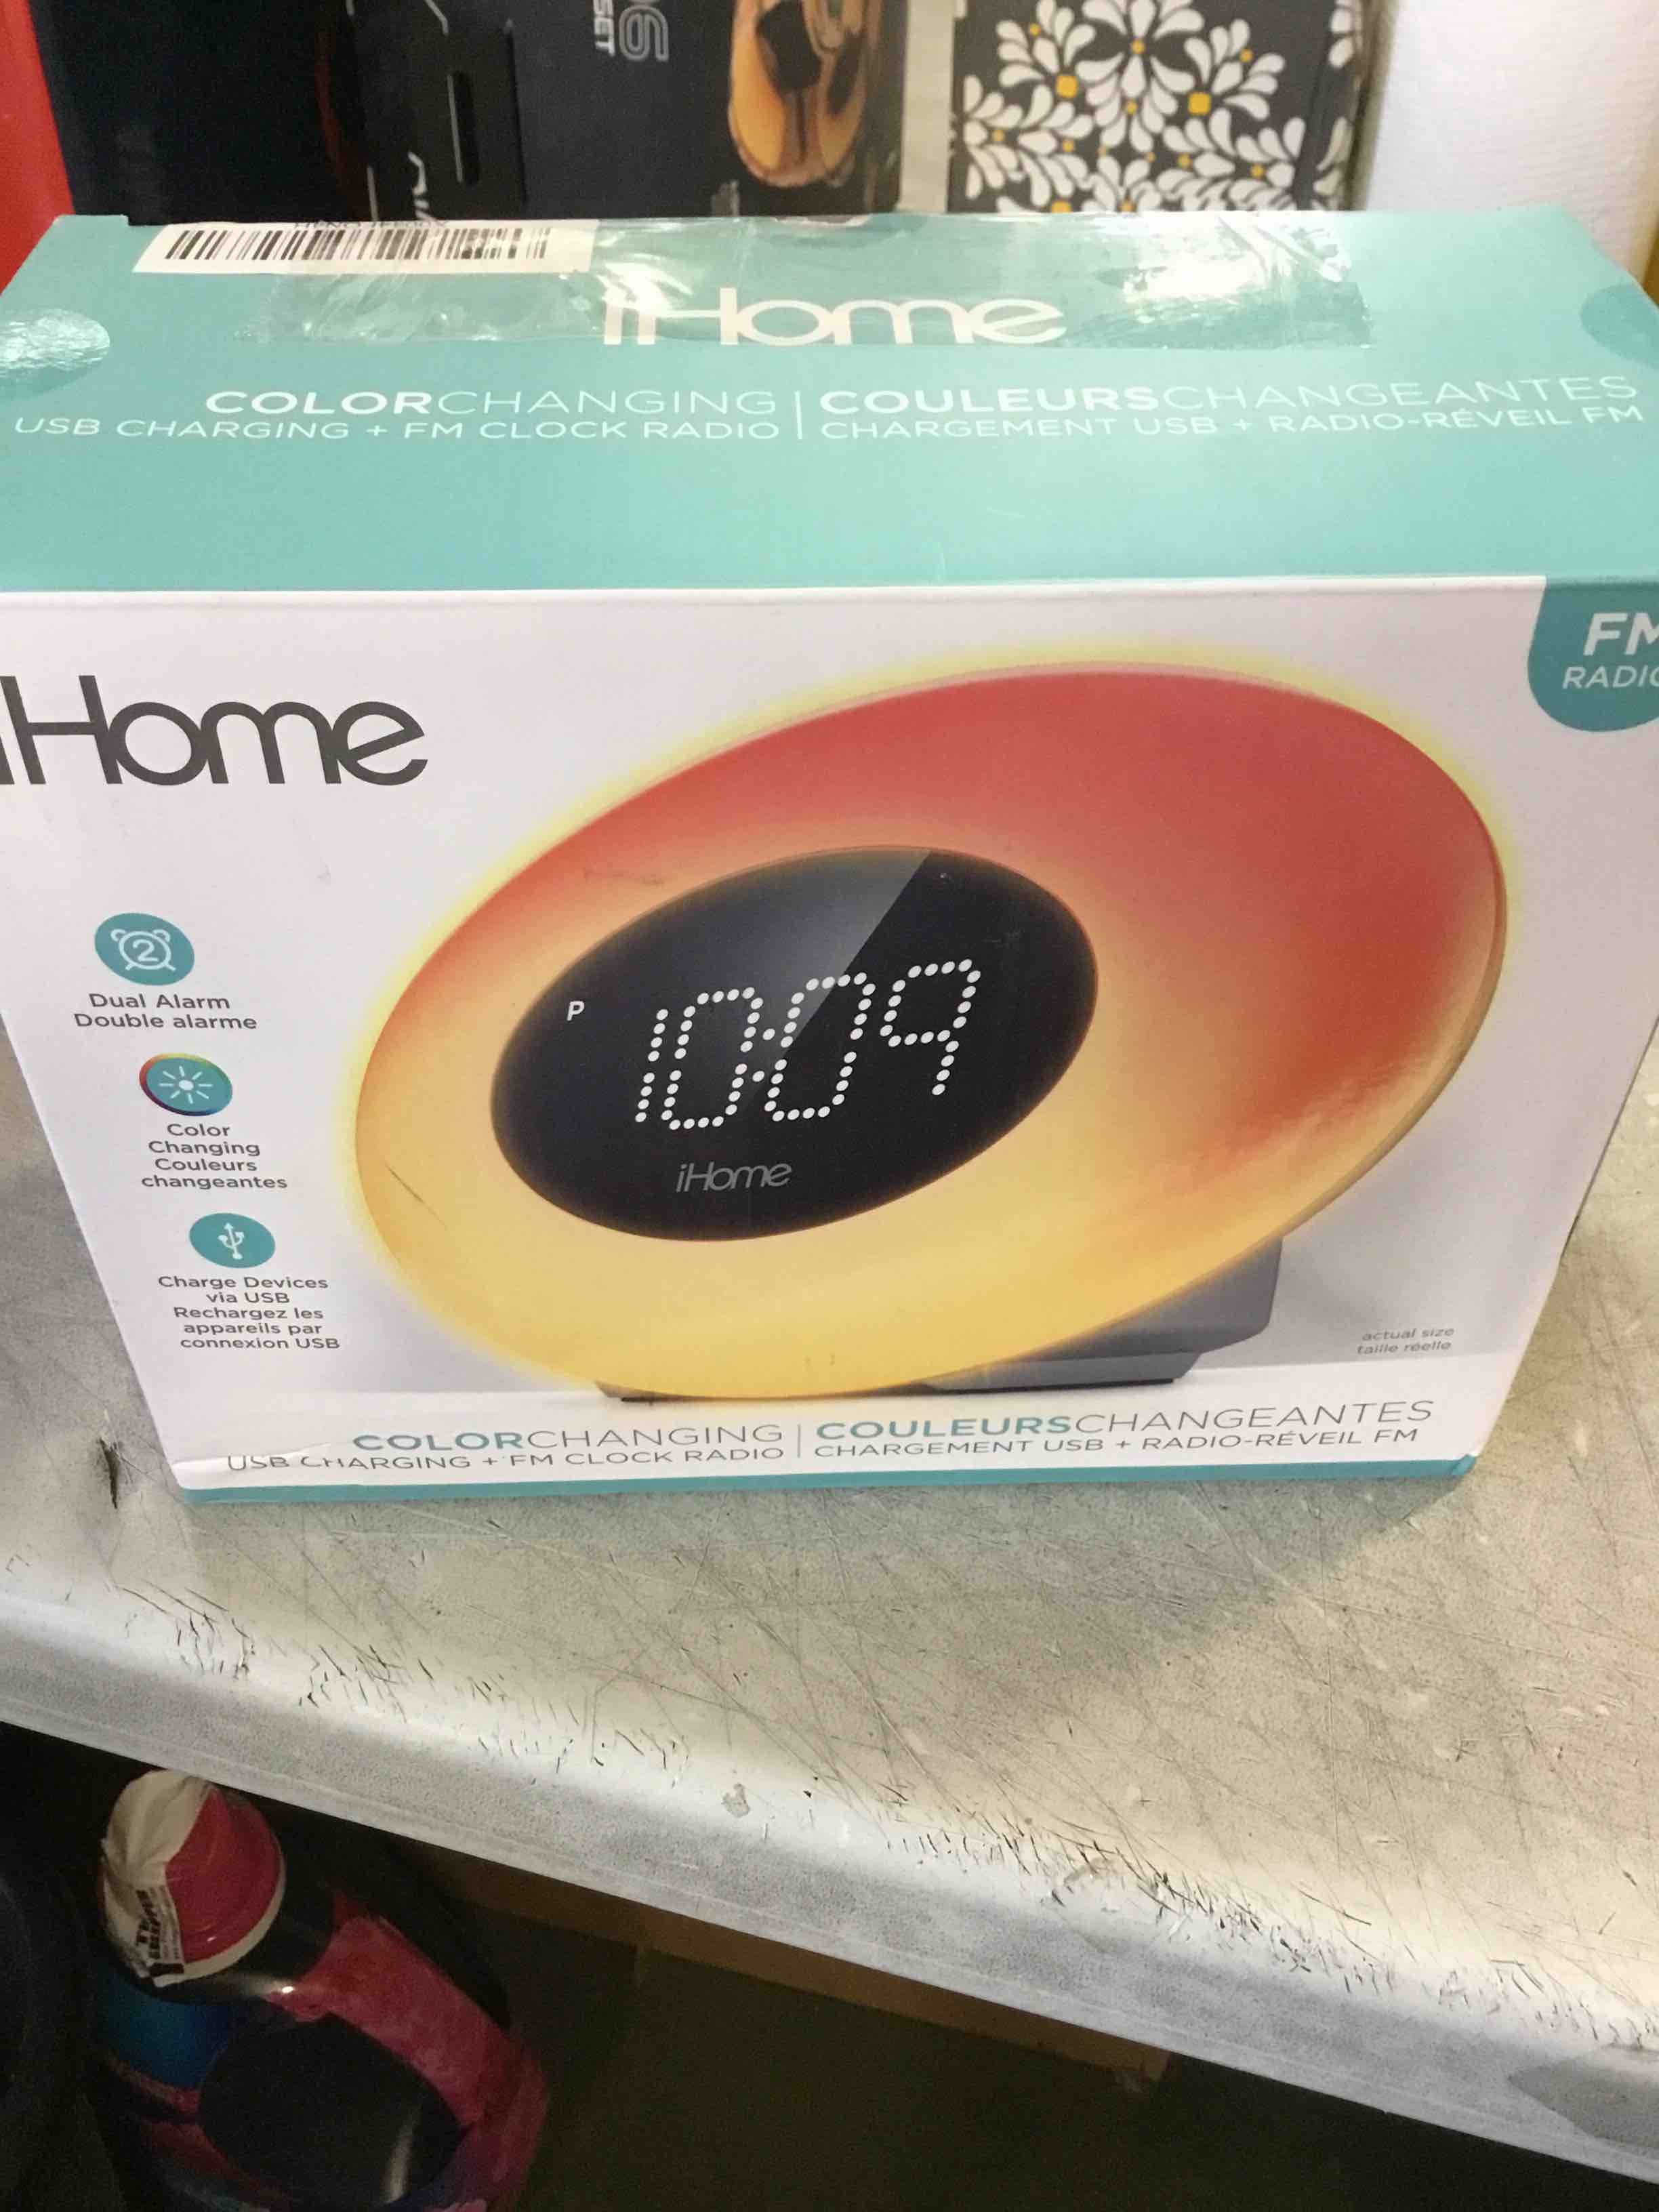 SET
iHome
COLORCHANGING | COULEURSCHANGEANTES
USB CHARGING + FM CLOCK RADIO | CHARGEMENT USB + RADIO-RÉVEIL FM
FM
RADIO
iHome
2
Dual Alarm
Double alarme
P
10:09
iHome
Color
Changing
Couleurs
changeantes
Charge Devices
via USB
Rechargez les
appareils par
connexion USB
actual size
taille réelle
COLORCHANGING | COULEURSCHANGEANTES
USB CHARGING + FM CLOCK RADIO | CHARGEMENT USB + RADIO-RÉVEIL FM